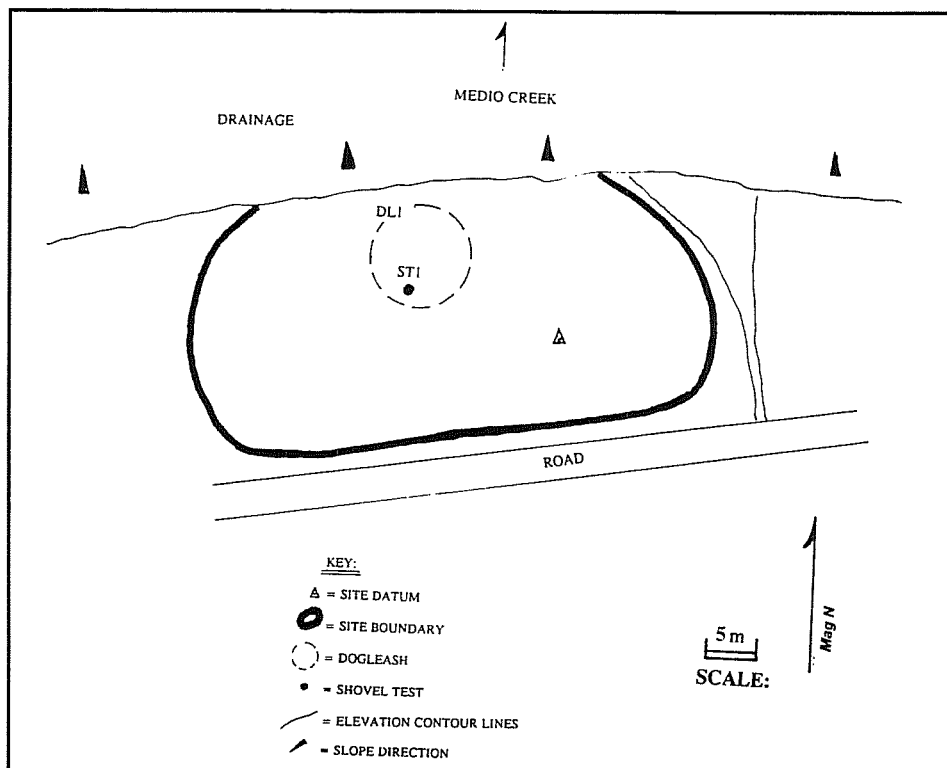 MEDIO CREEK
DRAINAGE
DL1
ST1
ROAD
KEY:
= SITE DATUM
= SITE BOUNDARY
= DOGLEASH
= SHOVEL TEST
= ELEVATION CONTOUR LINES
= SLOPE DIRECTION
5 m
SCALE:
Mag N